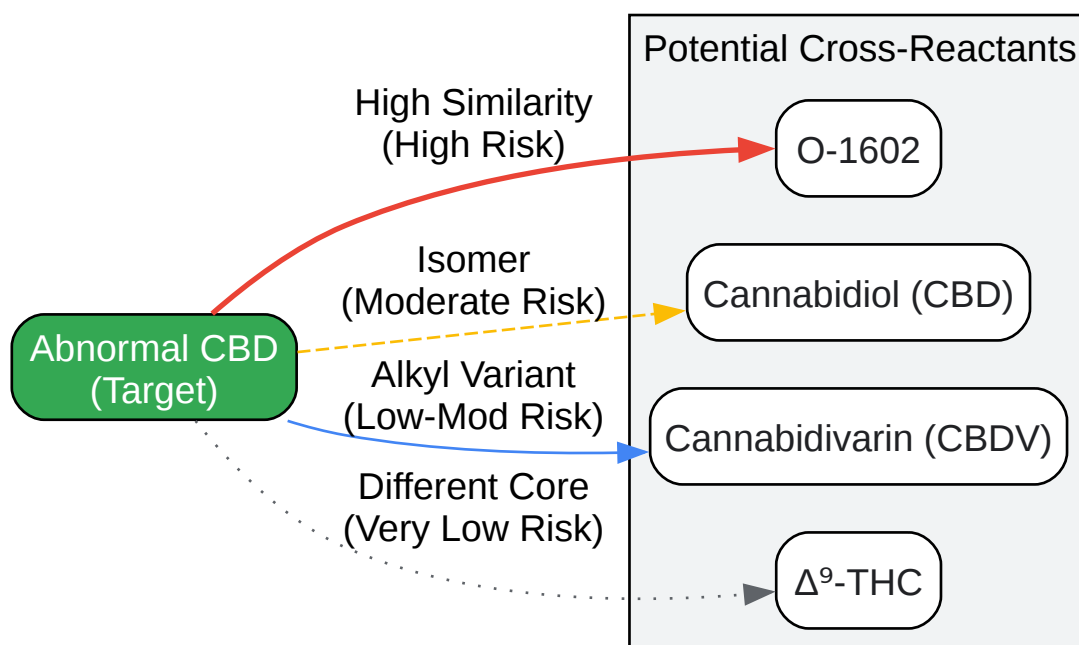 Potential Cross-Reactants
High Similarity
(High Risk)
O-1602
Isomer
(Moderate Risk)
Cannabidiol (CBD)
Abnormal CBD
(Target)
Alkyl Variant
(Low-Mod Risk)
Cannabidivarin (CBDV)
Different Core
(Very Low Risk)
Δ⁹-THC